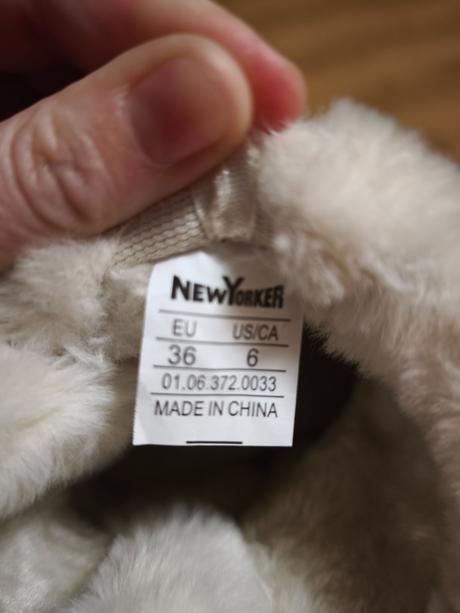 NEWYORKER
EU US/CA
36 6
01.06.372.0033
MADE IN CHINA